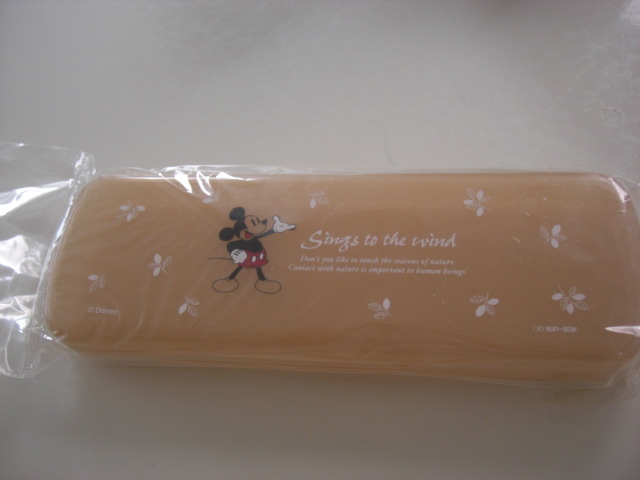 Sings to the wind
Don't you like to touch the reasons of nature.
Contact with nature is important to human beings.
© Disney
sun-star